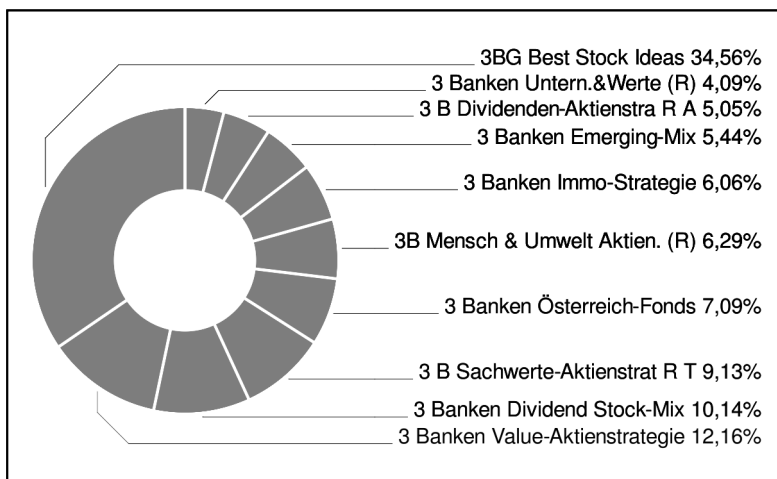 3BG Best Stock Ideas 34,56%
3 Banken Untern.&Werte (R) 4,09%
3 B Dividenden-Aktienstra R A 5,05%
3 Banken Emerging-Mix 5,44%
3 Banken Immo-Strategie 6,06%
3B Mensch & Umwelt Aktien. (R) 6,29%
3 Banken Österreich-Fonds 7,09%
3 B Sachwerte-Aktienstrat R T 9,13%
3 Banken Dividend Stock-Mix 10,14%
3 Banken Value-Aktienstrategie 12,16%